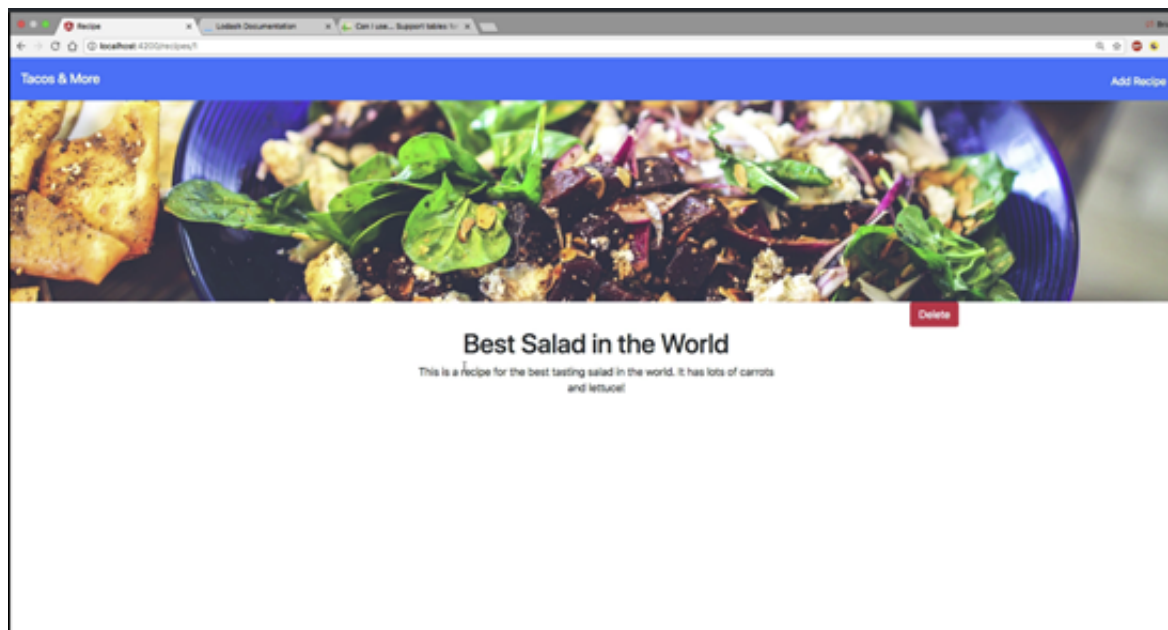 Recipe
Lodash Documentation
Can I use... Support tables for
localhost:4200/recipes/1
Tacos & More
Add Recipe
Delete
Best Salad in the World
This is a recipe for the best tasting salad in the world. It has lots of carrots
and lettuce!